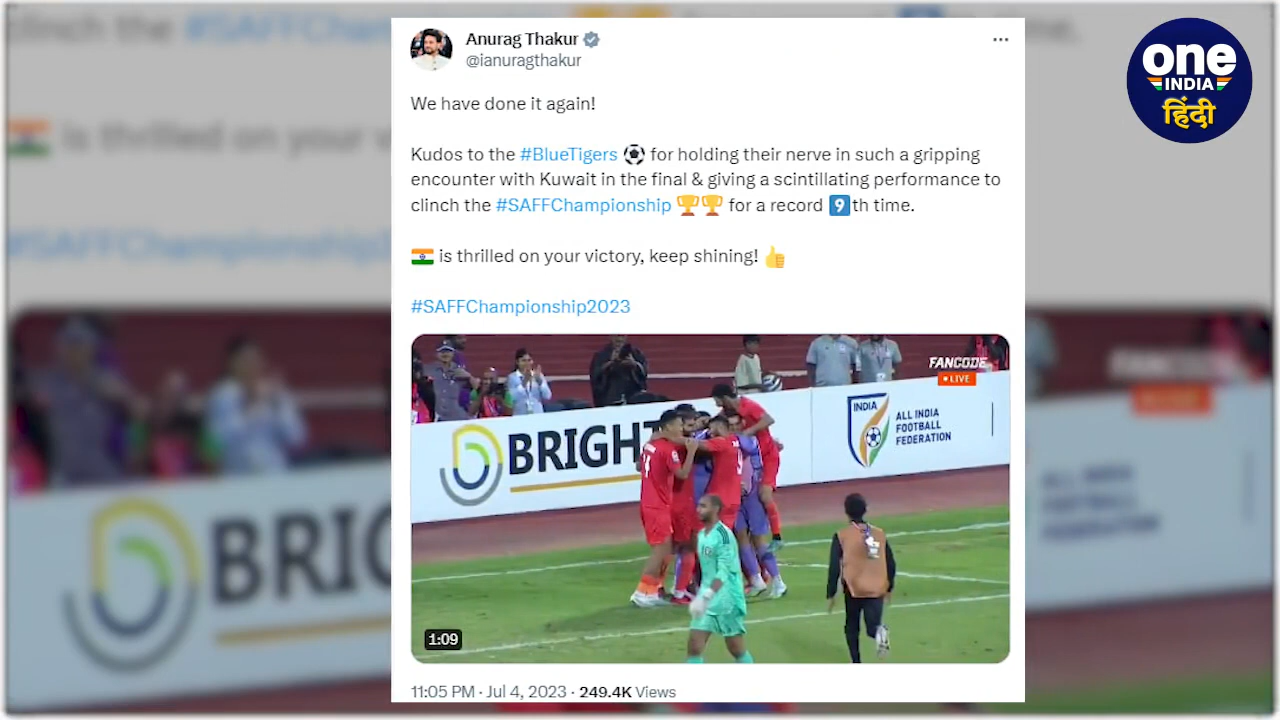 Anurag Thakur
@ianuragthakur
one
INDIA
हिंदी
We have done it again!
Kudos to the #BlueTigers ⚽ for holding their nerve in such a gripping
encounter with Kuwait in the final & giving a scintillating performance to
clinch the #SAFFChampionship 🏆🏆 for a record 9️⃣th time.
🇮🇳 is thrilled on your victory, keep shining! 👍
#SAFFChampionship2023
FANCODE
LIVE
BRIGHT
INDIA
ALL INDIA
FOOTBALL
FEDERATION
1:09
11:05 PM · Jul 4, 2023 · 249.4K Views